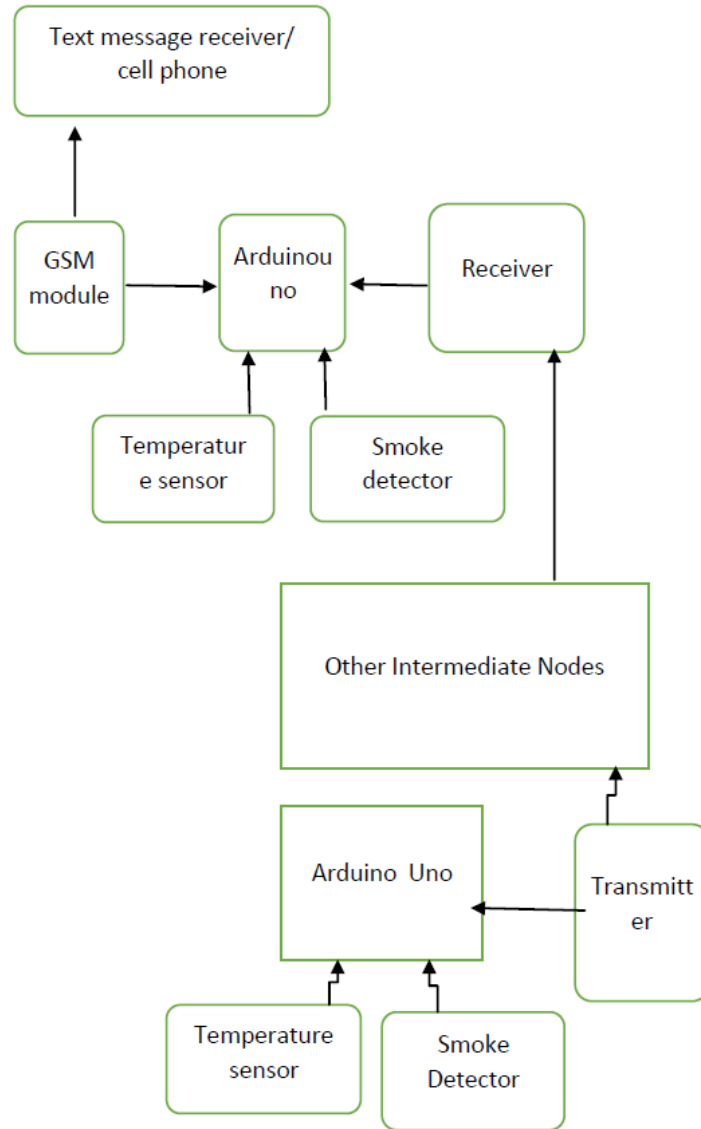 Text message receiver/
cell phone
GSM
module
Arduinou
no
Receiver
Temperatur
e sensor
Smoke
detector
Other Intermediate Nodes
Arduino  Uno
Transmitt
er
Temperature
sensor
Smoke
Detector